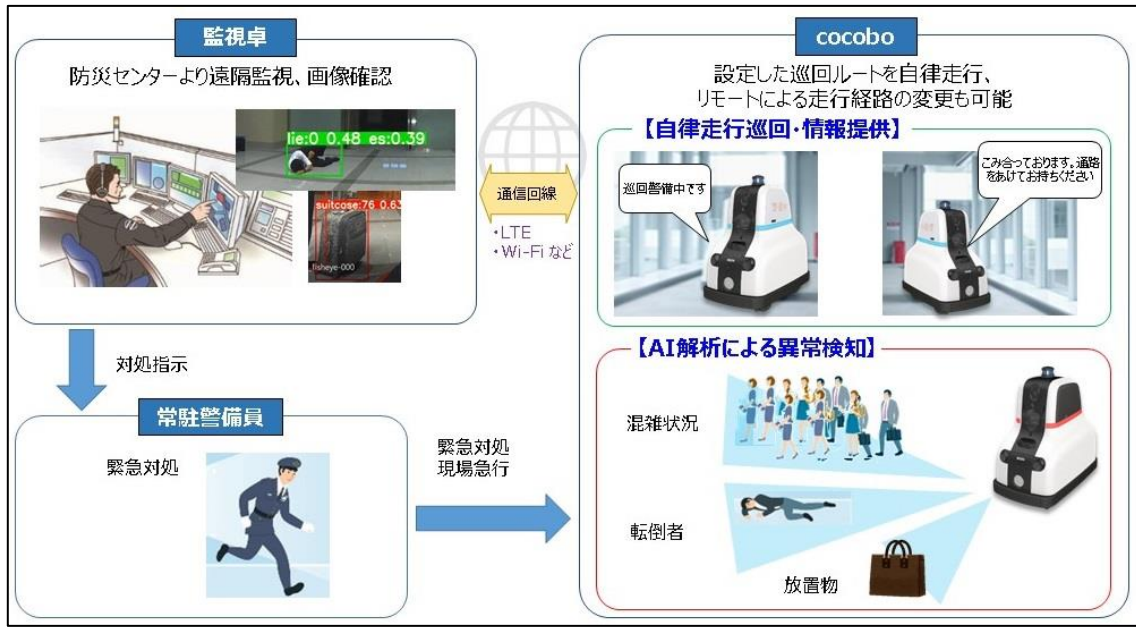 監視卓
防災センターより遠隔監視、画像確認
lie:0 0.48 es:0.39
suitcose:76 0.63
fisheye-000
通信回線
・LTE
・Wi-Fi など
対処指示
常駐警備員
緊急対処
緊急対処
現場急行
cocobo
設定した巡回ルートを自律走行、
リモートによる走行経路の変更も可能
【自律走行巡回・情報提供】
巡回警備中です
こみ合っております。通路
をあけてお持ちください
【AI解析による異常検知】
混雑状況
転倒者
放置物